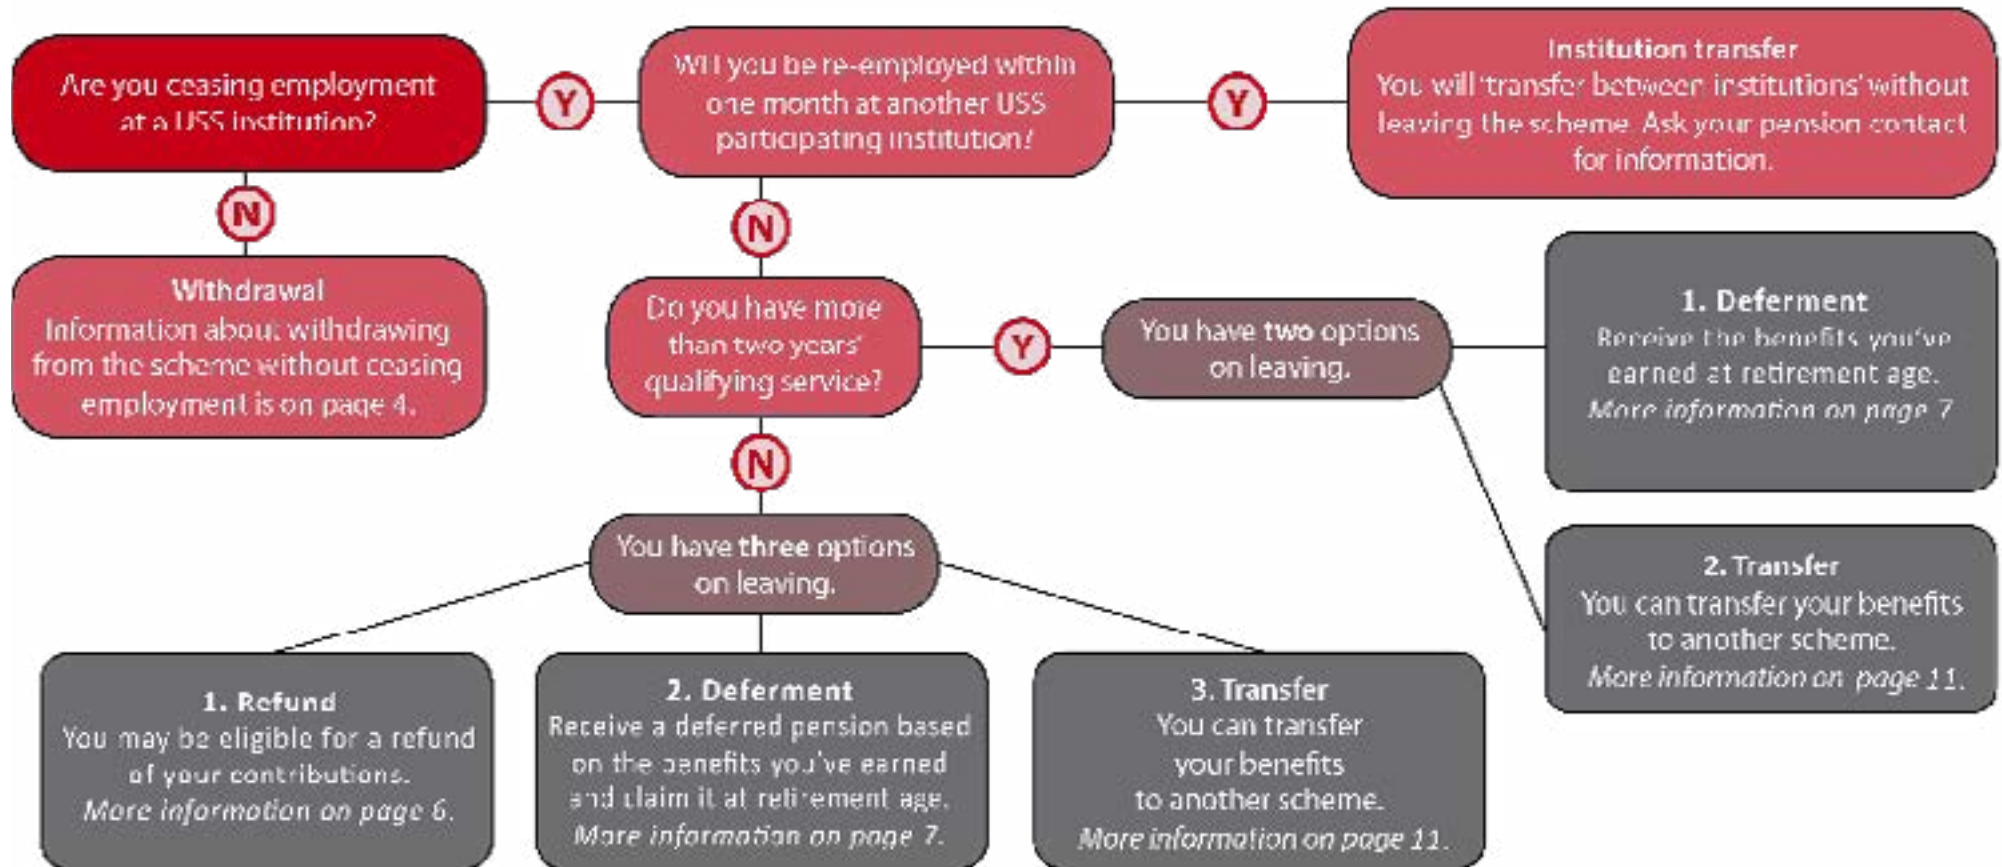 Are you ceasing employment
at a USS institution?
Y
Will you be re-employed within
one month at another USS
participating institution?
Y
Institution transfer
You will 'transfer between institutions' without
leaving the scheme. Ask your pension contact
for information.
N
Withdrawal
Information about withdrawing
from the scheme without ceasing
employment is on page 4.
N
Do you have more
than two years'
qualifying service?
Y
You have two options
on leaving.
1. Deferment
Receive the benefits you've
earned at retirement age.
More information on page 7
2. Transfer
You can transfer your benefits
to another scheme.
More information on page 11.
N
You have three options
on leaving.
1. Refund
You may be eligible for a refund
of your contributions.
More information on page 6.
2. Deferment
Receive a deferred pension based
on the benefits you've earned
and claim it at retirement age.
More information on page 7.
3. Transfer
You can transfer
your benefits
to another scheme.
More information on page 11.